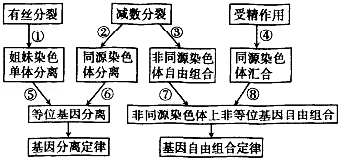 有丝分裂 减数分裂 受精作用
① ② ③ ④
姐妹染色单体分离 同源染色体分离 非同源染色体自由组合 同源染色体汇合
⑤ ⑥ ⑦ ⑧
等位基因分离 非同源染色体上非等位基因自由组合
基因分离定律 基因自由组合定律